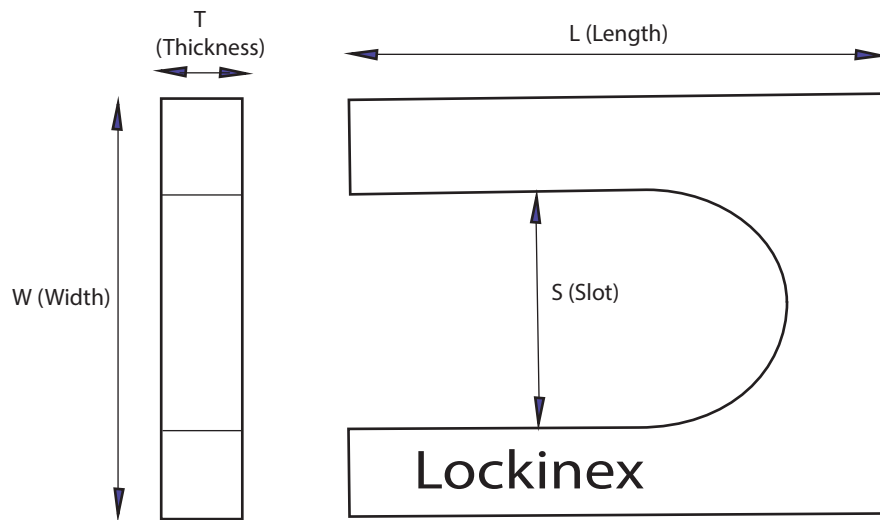 T
(Thickness)
L (Length)
W (Width)
S (Slot)
Lockinex